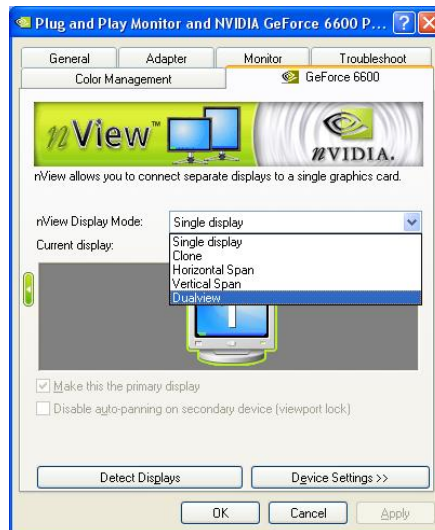 Plug and Play Monitor and NVIDIA GeForce 6600 P...
General Adapter Monitor Troubleshoot
Color Management GeForce 6600
nView™ NVIDIA.
nView allows you to connect separate displays to a single graphics card.
nView Display Mode: Single display
Current display: Single display
Clone
Horizontal Span
Vertical Span
Dualview
1
Make this the primary display
Disable auto-panning on secondary device (viewport lock)
Detect Displays Device Settings >>
OK Cancel Apply